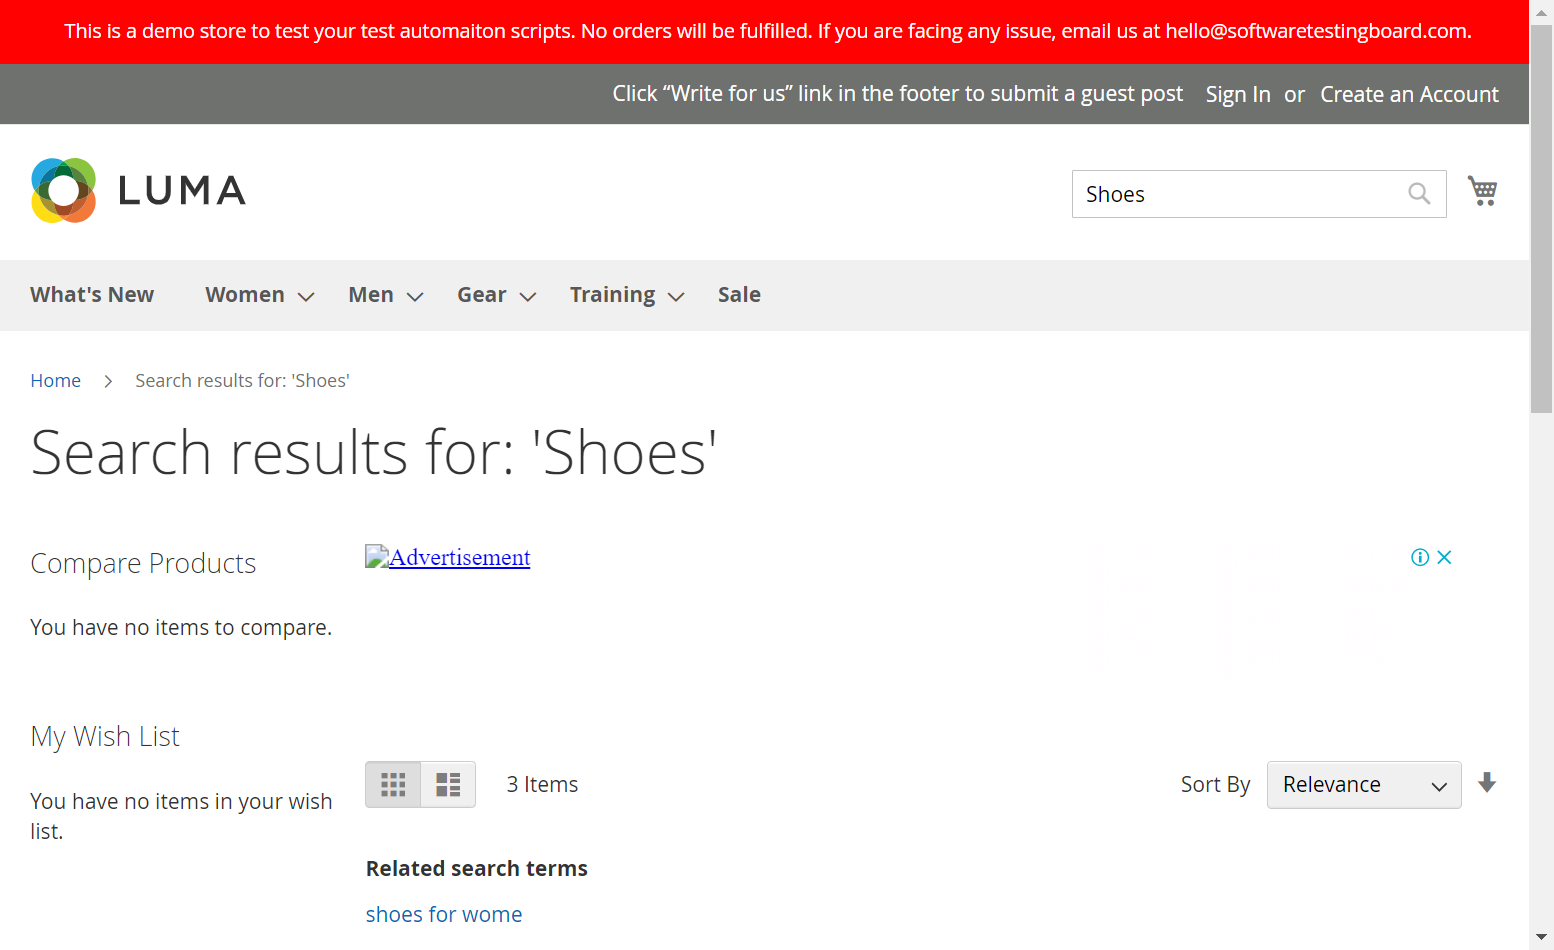 This is a demo store to test your test automaiton scripts. No orders will be fulfilled. If you are facing any issue, email us at hello@softwaretestingboard.com.
Click “Write for us” link in the footer to submit a guest post Sign In or Create an Account
LUMA
Shoes
What's New Women Men Gear Training Sale
Home Search results for: 'Shoes'
Search results for: 'Shoes'
Compare Products
You have no items to compare.
Advertisement
My Wish List
You have no items in your wish
list.
3 Items
Sort By Relevance
Related search terms
shoes for wome